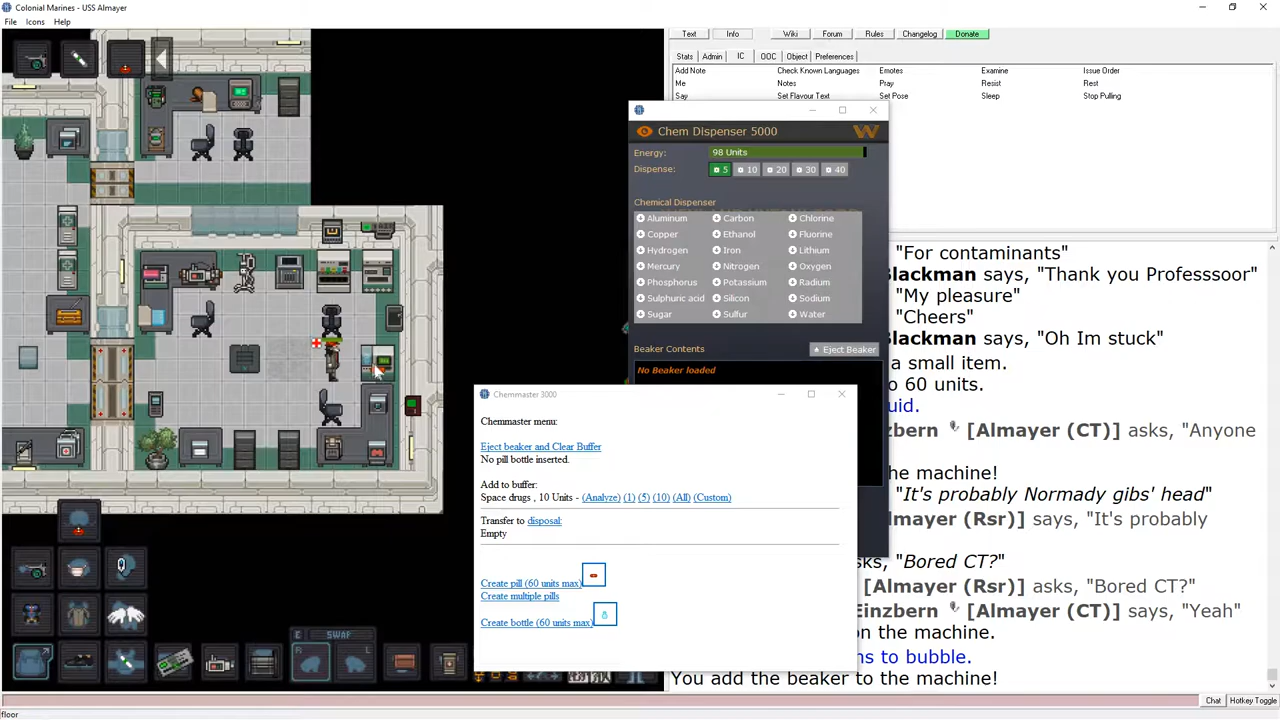 Colonial Marines - USS Almayer
File Icons Help
Text Info Wiki Forum Rules Changelog Donate
Stats Admin IC OOC Object Preferences
Add Note Check Known Languages Emotes Examine Issue Order
Me Notes Pray Resist Rest
Say Set Flavour Text Set Pose Sleep Stop Pulling
Chem Dispenser 5000
Energy: 98 Units
Dispense: 5 10 20 30 40
Chemical Dispenser
Aluminum Carbon Chlorine
Copper Ethanol Fluorine
Hydrogen Iron Lithium
Mercury Nitrogen Oxygen
Phosphorus Potassium Radium
Sulphuric acid Silicon Sodium
Sugar Sulfur Water
Beaker Contents Eject Beaker
No Beaker loaded
Chemmaster 3000
Chemmaster menu:
Eject beaker and Clear Buffer
No pill bottle inserted.
Add to buffer:
Space drugs , 10 Units - (Analyze) (1) (5) (10) (All) (Custom)
Transfer to disposal:
Empty
Create pill (60 units max)
Create multiple pills
Create bottle (60 units max)
"For contaminants"
Blackman says, "Thank you Professsoor"
"My pleasure"
"Cheers"
Blackman says, "Oh Im stuck"
a small item.
o 60 units.
uid.
inzbern [Almayer (CT)] asks, "Anyone
the machine!
"It's probably Normady gibs' head"
lmayer (Rsr)] says, "It's probably
sks, "Bored CT?"
[Almayer (Rsr)] asks, "Bored CT?"
inzbern [Almayer (CT)] says, "Yeah"
on the machine.
ns to bubble.
You add the beaker to the machine!
E SWAP
R L
Chat Hotkey Toggle
floor